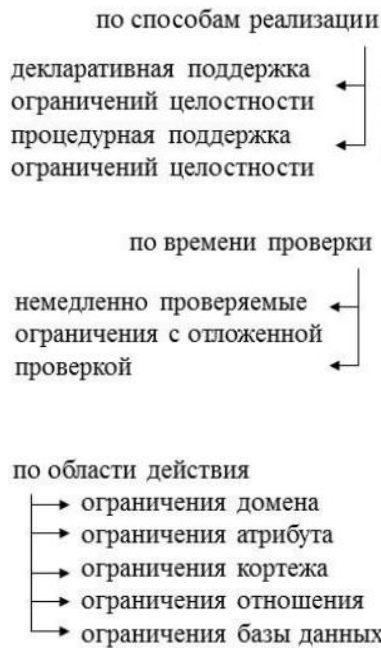 по способам реализации
декларативная поддержка
ограничений целостности
процедурная поддержка
ограничений целостности
по времени проверки
немедленно проверяемые
ограничения с отложенной
проверкой
по области действия
ограничения домена
ограничения атрибута
ограничения кортежа
ограничения отношения
ограничения базы данных